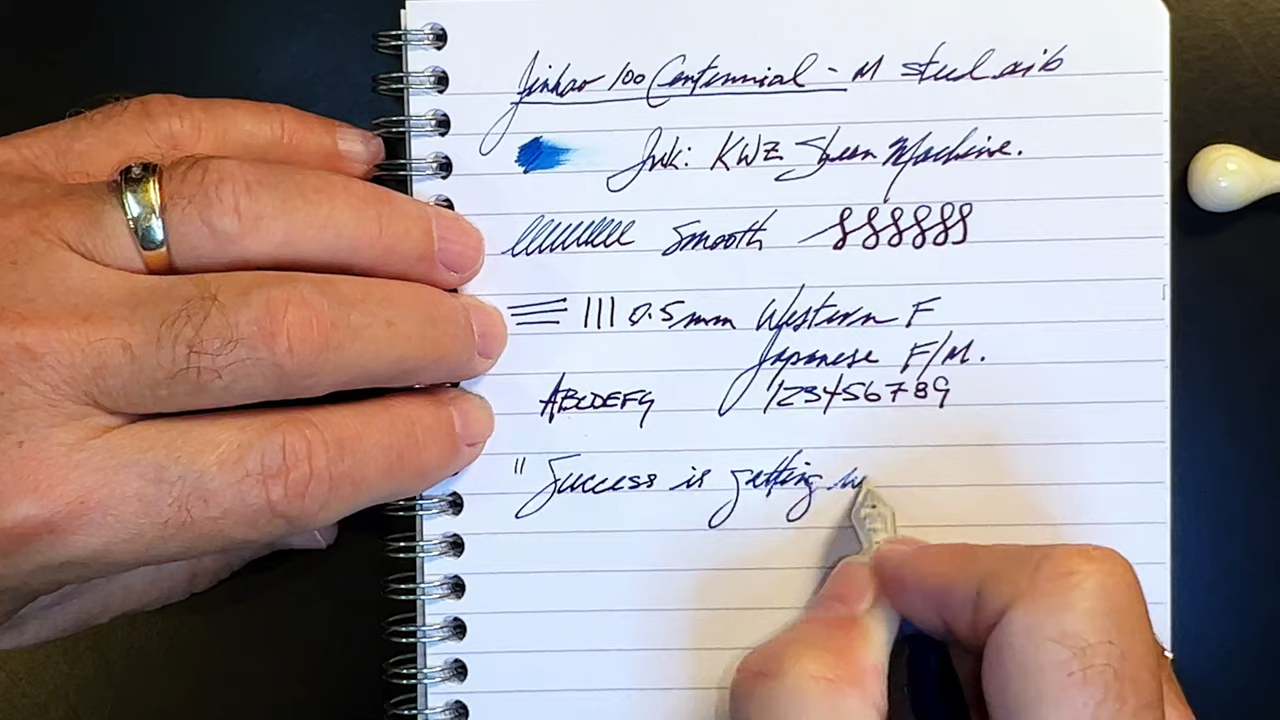 Jinhao 100 Centennial - M steel nib
Ink: KWZ Sheen Machine.
Smooth
0.5mm Western F
Japanese F/M.
ABCDEFG 123456789
"Success is getting w